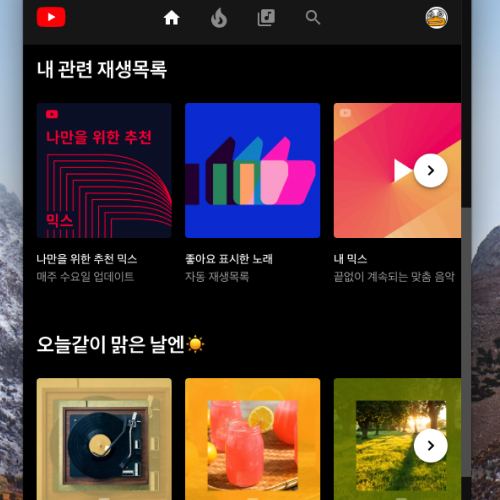 내 관련 재생목록
나만을 위한 추천
믹스
나만을 위한 추천 믹스
매주 수요일 업데이트
좋아요 표시한 노래
자동 재생목록
내 믹스
끝없이 계속되는 맞춤 음악
오늘같이 맑은 날엔☀️